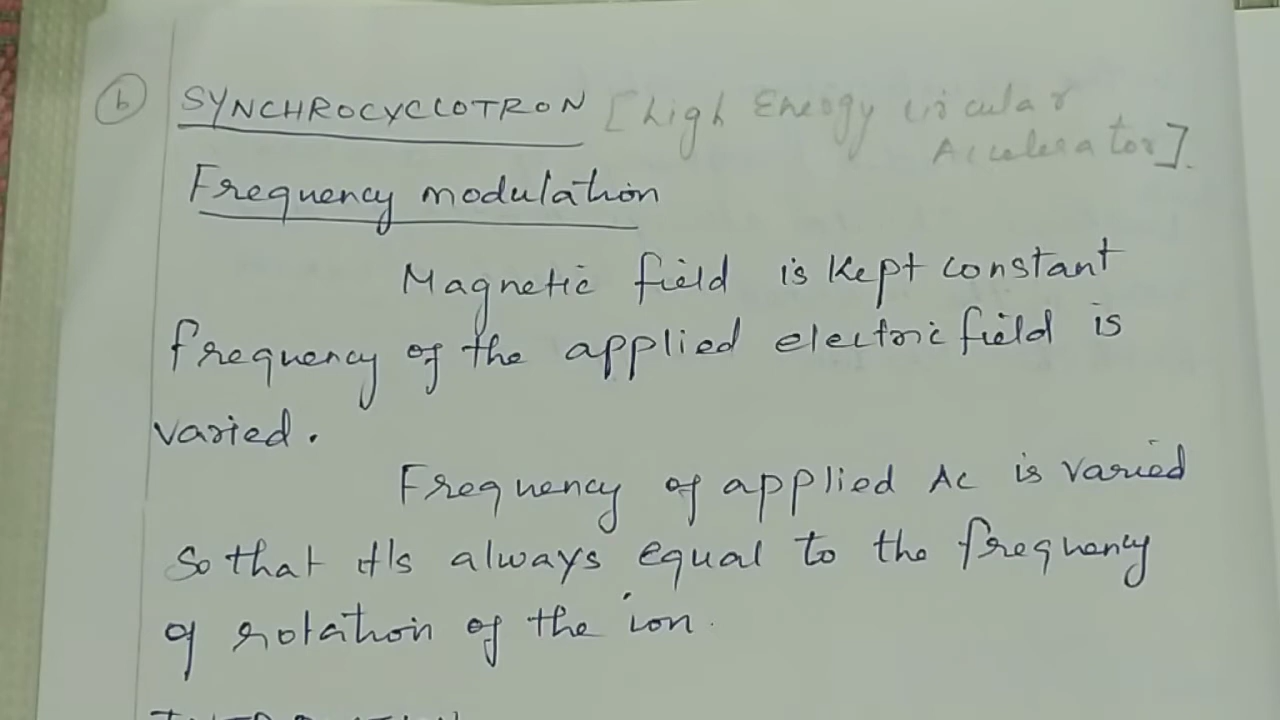 b SYNCHROCYCLOTRON [high Energy circular
Accelerator].
Frequency modulation
Magnetic field is kept constant
frequency of the applied electric field is
varied.
Frequency of applied AC is varied
so that it's always equal to the frequency
of rotation of the ion.